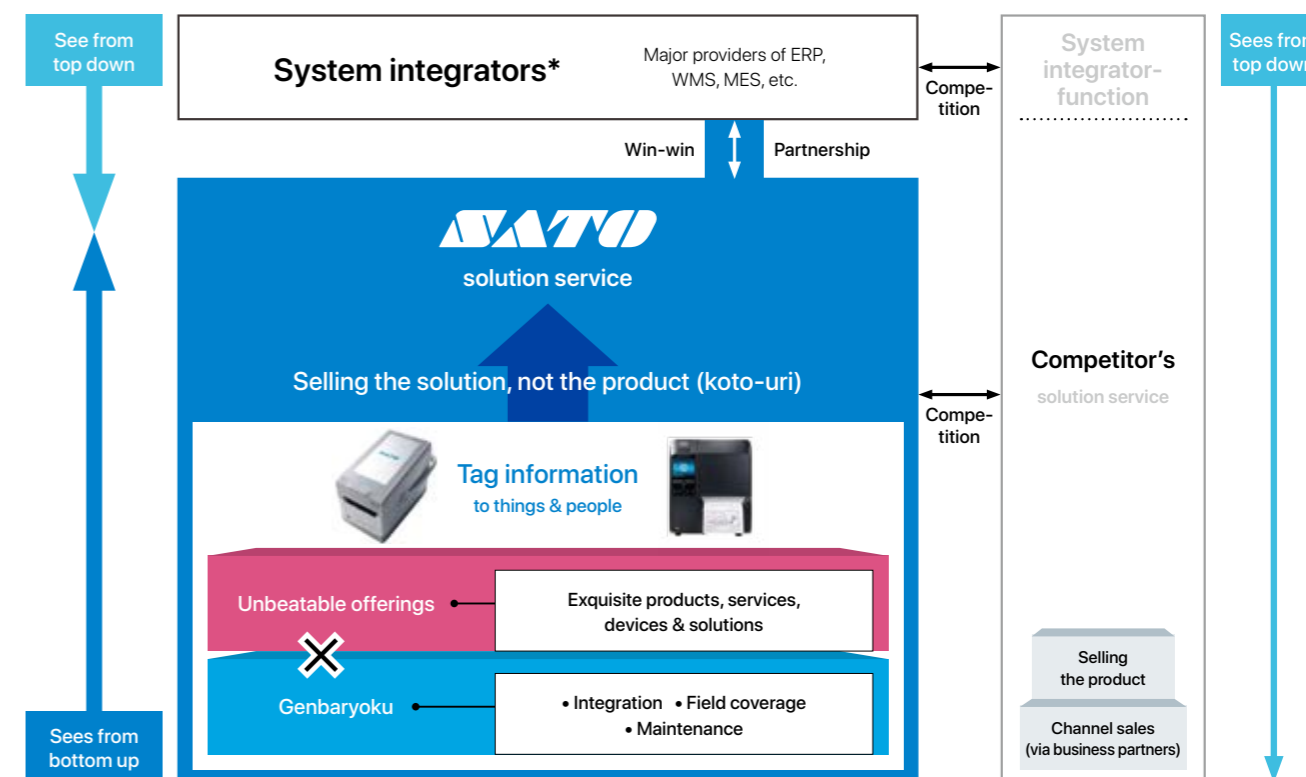 See from
top down
System integrators*
Major providers of ERP,
WMS, MES, etc.
Compe-
tition
System
integrator-
function
Sees from
top down
Win-win
Partnership
SATO
solution service
Selling the solution, not the product (koto-uri)
Compe-
tition
Competitor's
solution service
SATO
Tag information
to things & people
Unbeatable offerings
Exquisite products, services,
devices & solutions
Genbaryoku
• Integration • Field coverage
• Maintenance
Selling
the product
Channel sales
(via business partners)
Sees from
bottom up